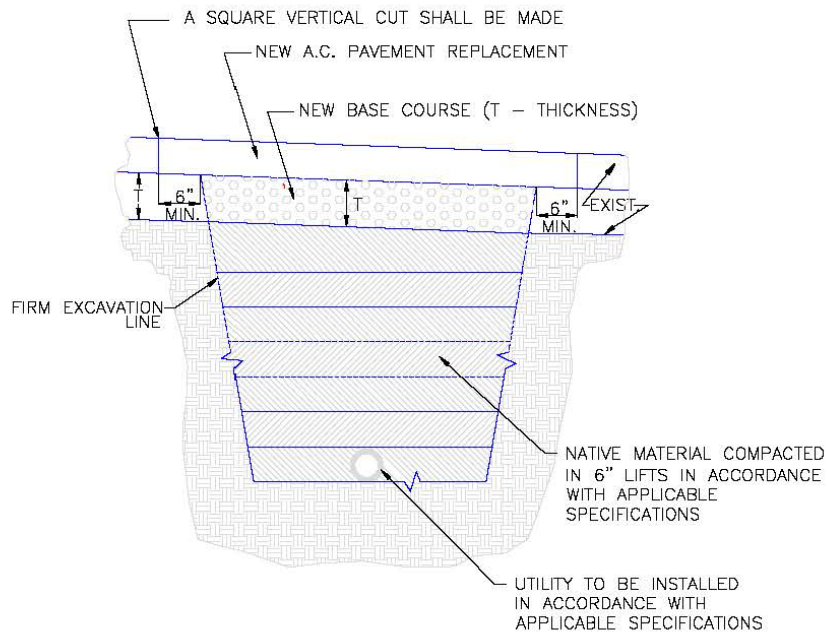 A SQUARE VERTICAL CUT SHALL BE MADE
NEW A.C. PAVEMENT REPLACEMENT
NEW BASE COURSE (T – THICKNESS)
T
6"
MIN.
T
6"
MIN.
EXIST
FIRM EXCAVATION
LINE
NATIVE MATERIAL COMPACTED
IN 6" LIFTS IN ACCORDANCE
WITH APPLICABLE
SPECIFICATIONS
UTILITY TO BE INSTALLED
IN ACCORDANCE WITH
APPLICABLE SPECIFICATIONS